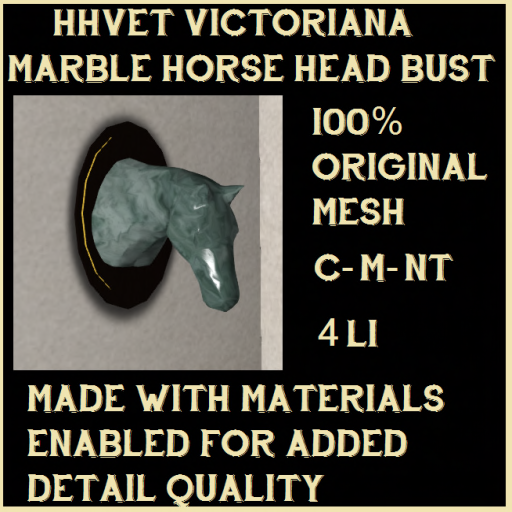 HHVET VICTORIANA
MARBLE HORSE HEAD BUST
100%
ORIGINAL
MESH
C-M-NT
4 LI
MADE WITH MATERIALS
ENABLED FOR ADDED
DETAIL QUALITY